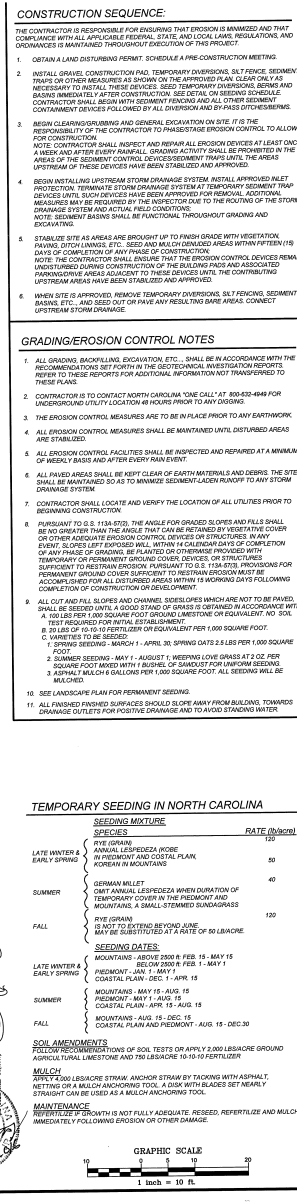 CONSTRUCTION SEQUENCE:
THE CONTRACTOR IS RESPONSIBLE FOR ENSURING THAT EROSION IS MINIMIZED AND THAT
COMPLIANCE WITH ALL APPLICABLE FEDERAL, STATE, AND LOCAL LAWS, REGULATIONS, AND
ORDINANCES IS MAINTAINED THROUGHOUT EXECUTION OF THIS PROJECT.
1. OBTAIN A LAND DISTURBING PERMIT. SCHEDULE A PRE-CONSTRUCTION MEETING.
2. INSTALL GRAVEL CONSTRUCTION PAD, TEMPORARY DIVERSIONS, SILT FENCE, SEDIMENT
TRAPS OR OTHER MEASURES AS SHOWN ON THE APPROVED PLAN. CLEAR ONLY AS
NECESSARY TO INSTALL THESE DEVICES. SEED TEMPORARY DIVERSIONS, BERMS AND
BASINS IMMEDIATELY AFTER CONSTRUCTION. SEE DETAIL ON SEEDING SCHEDULE.
CONTRACTOR SHALL BEGIN WITH SEDIMENT FENCING AND ALL OTHER SEDIMENT
CONTAINMENT DEVICES FOLLOWED BY ALL DIVERSION AND BY-PASS DITCHES/BERMS.
3. BEGIN CLEARING/GRUBBING AND GENERAL EXCAVATION ON SITE. IT IS THE
RESPONSIBILITY OF THE CONTRACTOR TO PHASE/STAGE EROSION CONTROL TO ALLOW
FOR CONSTRUCTION.
NOTE: CONTRACTOR SHALL INSPECT AND REPAIR ALL EROSION DEVICES AT LEAST ONCE
A WEEK AND AFTER EVERY RAINFALL. GRADING ACTIVITY SHALL BE PROHIBITED IN THE
AREAS OF THE SEDIMENT CONTROL DEVICES/SEDIMENT TRAPS UNTIL THE AREAS
UPSTREAM OF THESE DEVICES HAVE BEEN STABILIZED AND APPROVED.
4. BEGIN INSTALLING UPSTREAM STORM DRAINAGE SYSTEM. INSTALL APPROVED INLET
PROTECTION. TERMINATE STORM DRAINAGE SYSTEM AT TEMPORARY SEDIMENT TRAP
DEVICES UNTIL SUCH DEVICES HAVE BEEN APPROVED FOR REMOVAL. ADDITIONAL
MEASURES MAY BE REQUIRED BY THE INSPECTOR DUE TO THE ROUTING OF THE STORM
DRAINAGE SYSTEM AND ACTUAL FIELD CONDITIONS;
NOTE: SEDIMENT BASINS SHALL BE FUNCTIONAL THROUGHOUT GRADING AND
EXCAVATING.
5. STABILIZE SITE AS AREAS ARE BROUGHT UP TO FINISH GRADE WITH VEGETATION,
PAVING, DITCH LININGS, ETC.. SEED AND MULCH DENUDED AREAS WITHIN FIFTEEN (15)
DAYS OF COMPLETION OF ANY PHASE OF CONSTRUCTION;
NOTE: THE CONTRACTOR SHALL ENSURE THAT THE EROSION CONTROL DEVICES REMAIN
UNDISTURBED DURING CONSTRUCTION OF THE BUILDING PADS AND ASSOCIATED
PARKING/DRIVE AREAS ADJACENT TO THESE DEVICES UNTIL THE CONTRIBUTING
UPSTREAM AREAS HAVE BEEN STABILIZED AND APPROVED.
6. WHEN SITE IS APPROVED, REMOVE TEMPORARY DIVERSIONS, SILT FENCING, SEDIMENT
BASINS, ETC.., AND SEED OUT OR PAVE ANY RESULTING BARE AREAS. CONNECT
UPSTREAM STORM DRAINAGE.
GRADING/EROSION CONTROL NOTES
1. ALL GRADING, BACKFILLING, EXCAVATION, ETC..., SHALL BE IN ACCORDANCE WITH THE
RECOMMENDATIONS SET FORTH IN THE GEOTECHNICAL INVESTIGATION REPORTS.
REFER TO THESE REPORTS FOR ADDITIONAL INFORMATION NOT TRANSFERRED TO
THESE PLANS.
2. CONTRACTOR IS TO CONTACT NORTH CAROLINA "ONE CALL" AT 800-632-4949 FOR
UNDERGROUND UTILITY LOCATION 48 HOURS PRIOR TO ANY DIGGING.
3. THE EROSION CONTROL MEASURES ARE TO BE IN PLACE PRIOR TO ANY EARTHWORK.
4. ALL EROSION CONTROL MEASURES SHALL BE MAINTAINED UNTIL DISTURBED AREAS
ARE STABILIZED.
5. ALL EROSION CONTROL FACILITIES SHALL BE INSPECTED AND REPAIRED AT A MINIMUM
OF WEEKLY BASIS AND AFTER EVERY RAIN EVENT.
6. ALL PAVED AREAS SHALL BE KEPT CLEAR OF EARTH MATERIALS AND DEBRIS. THE SITE
SHALL BE MAINTAINED SO AS TO MINIMIZE SEDIMENT-LADEN RUNOFF TO ANY STORM
DRAINAGE SYSTEM.
7. CONTRACTOR SHALL LOCATE AND VERIFY THE LOCATION OF ALL UTILITIES PRIOR TO
BEGINNING CONSTRUCTION.
8. PURSUANT TO G.S. 113A-57(2), THE ANGLE FOR GRADED SLOPES AND FILLS SHALL
BE NO GREATER THAN THE ANGLE THAT CAN BE RETAINED BY VEGETATIVE COVER
OR OTHER ADEQUATE EROSION CONTROL DEVICES OR STRUCTURES. IN ANY
EVENT, SLOPES LEFT EXPOSED WILL, WITHIN 14 CALENDAR DAYS OF COMPLETION
OF ANY PHASE OF GRADING, BE PLANTED OR OTHERWISE PROVIDED WITH
TEMPORARY OR PERMANENT GROUND COVER, DEVICES, OR STRUCTURES
SUFFICIENT TO RESTRAIN EROSION. PURSUANT TO G.S. 113A-57(3), PROVISIONS FOR
PERMANENT GROUND COVER SUFFICIENT TO RESTRAIN EROSION MUST BE
ACCOMPLISHED FOR ALL DISTURBED AREAS WITHIN 15 WORKING DAYS FOLLOWING
COMPLETION OF CONSTRUCTION OR DEVELOPMENT.
9. ALL CUT AND FILL SLOPES AND CHANNEL SIDESLOPES WHICH ARE NOT TO BE PAVED,
SHALL BE SEEDED UNTIL A GOOD STAND OF GRASS IS OBTAINED IN ACCORDANCE WITH:
A. 100 LBS PER 1,000 SQUARE FOOT GROUND LIMESTONE OR EQUIVALENT. NO SOIL
TEST REQUIRED FOR INITIAL ESTABLISHMENT.
B. 20 LBS OF 10-10-10 FERTILIZER OR EQUIVALENT PER 1,000 SQUARE FOOT.
C. VARIETIES TO BE SEEDED:
1. SPRING SEEDING - MARCH 1 - APRIL 30; SPRING OATS 2.5 LBS PER 1,000 SQUARE
FOOT.
2. SUMMER SEEDING - MAY 1 - AUGUST 1; WEEPING LOVE GRASS AT 2 OZ. PER
SQUARE FOOT MIXED WITH 1 BUSHEL OF SAWDUST FOR UNIFORM SEEDING.
3. ASPHALT MULCH 6 GALLONS PER 1,000 SQUARE FOOT. ALL SEEDING WILL BE
MULCHED.
10. SEE LANDSCAPE PLAN FOR PERMANENT SEEDING.
11. ALL FINISHED FINISHED SURFACES SHOULD SLOPE AWAY FROM BUILDING, TOWARDS
DRAINAGE OUTLETS FOR POSITIVE DRAINAGE AND TO AVOID STANDING WATER.
TEMPORARY SEEDING IN NORTH CAROLINA
SEEDING MIXTURE
SPECIES RATE (lb/acre)
LATE WINTER & EARLY SPRING
RYE (GRAIN) 120
ANNUAL LESPEDEZA (KOBE
IN PIEDMONT AND COSTAL PLAIN,
KOREAN IN MOUNTAINS 50
SUMMER
GERMAN MILLET 40
OMIT ANNUAL LESPEDEZA WHEN DURATION OF
TEMPORARY COVER IN THE PIEDMONT AND
MOUNTAINS, A SMALL-STEMMED SUNDAGRASS
FALL
RYE (GRAIN) 120
IS NOT TO EXTEND BEYOND JUNE.
MAY BE SUBSTITUTED AT A RATE OF 50 LB/ACRE.
SEEDING DATES:
LATE WINTER & EARLY SPRING
MOUNTAINS - ABOVE 2500 ft: FEB. 15 - MAY 15
BELOW 2500 ft: FEB. 1 - MAY 1
PIEDMONT - JAN. 1 - MAY 1
COASTAL PLAIN - DEC. 1 - APR. 15
SUMMER
MOUNTAINS - MAY 15 - AUG. 15
PIEDMONT - MAY 1 - AUG. 15
COASTAL PLAIN - APR. 15 - AUG. 15
FALL
MOUNTAINS - AUG. 15 - DEC. 15
COASTAL PLAIN AND PIEDMONT - AUG. 15 - DEC.30
SOIL AMENDMENTS
FOLLOW RECOMMENDATIONS OF SOIL TESTS OR APPLY 2,000 LBS/ACRE GROUND
AGRICULTURAL LIMESTONE AND 750 LBS/ACRE 10-10-10 FERTILIZER
MULCH
APPLY 4,000 LBS/ACRE STRAW. ANCHOR STRAW BY TACKING WITH ASPHALT,
NETTING OR A MULCH ANCHORING TOOL. A DISK WITH BLADES SET NEARLY
STRAIGHT CAN BE USED AS A MULCH ANCHORING TOOL.
MAINTENANCE
REFERTILIZE IF GROWTH IS NOT FULLY ADEQUATE. RESEED, REFERTILIZE AND MULCH
IMMEDIATELY FOLLOWING EROSION OR OTHER DAMAGE.
GRAPHIC SCALE
10 0 5 10 20
1 inch = 10 ft.